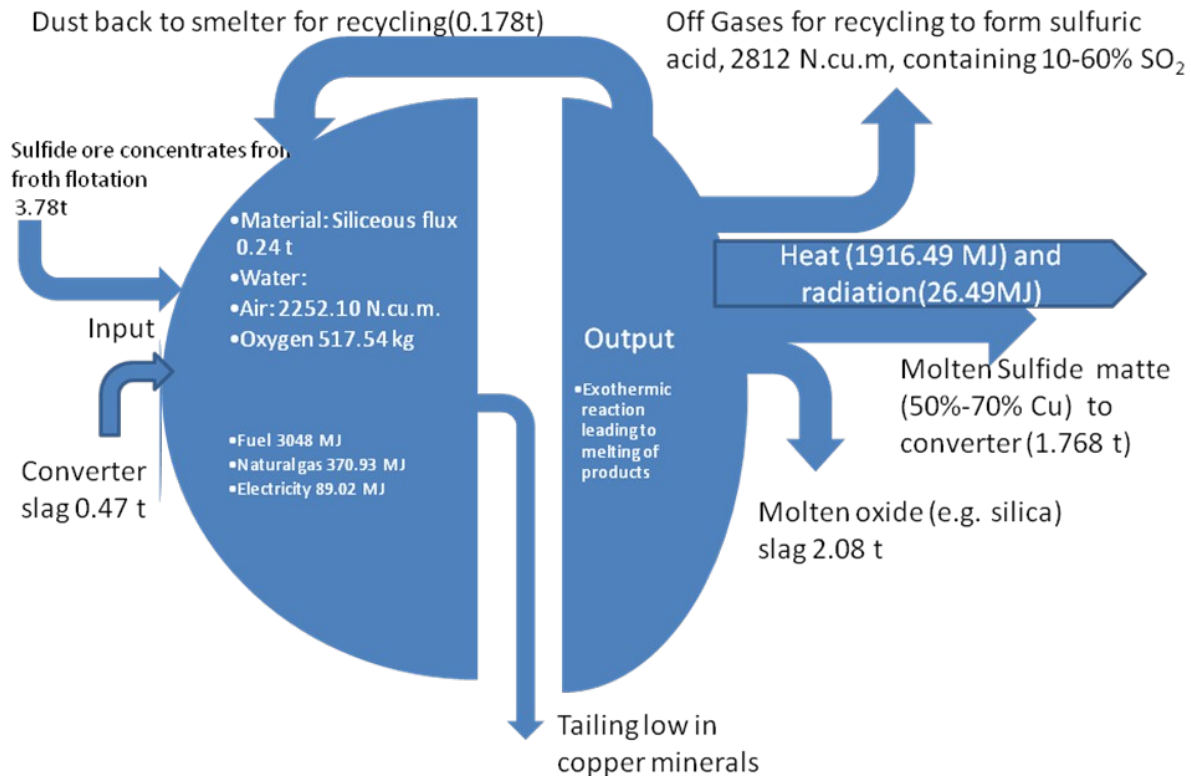 Dust back to smelter for recycling(0.178t)
Off Gases for recycling to form sulfuric
acid, 2812 N.cu.m, containing 10-60% SO₂
Sulfide ore concentrates from
froth flotation
3.78t
•Material: Siliceous flux
0.24 t
•Water:
•Air: 2252.10 N.cu.m.
•Oxygen 517.54 kg
Input
•Fuel 3048 MJ
•Natural gas 370.93 MJ
•Electricity 89.02 MJ
Converter
slag 0.47 t
Output
•Exothermic
reaction
leading to
melting of
products
Heat (1916.49 MJ) and
radiation(26.49MJ)
Molten Sulfide matte
(50%-70% Cu) to
converter (1.768 t)
Molten oxide (e.g. silica)
slag 2.08 t
Tailing low in
copper minerals